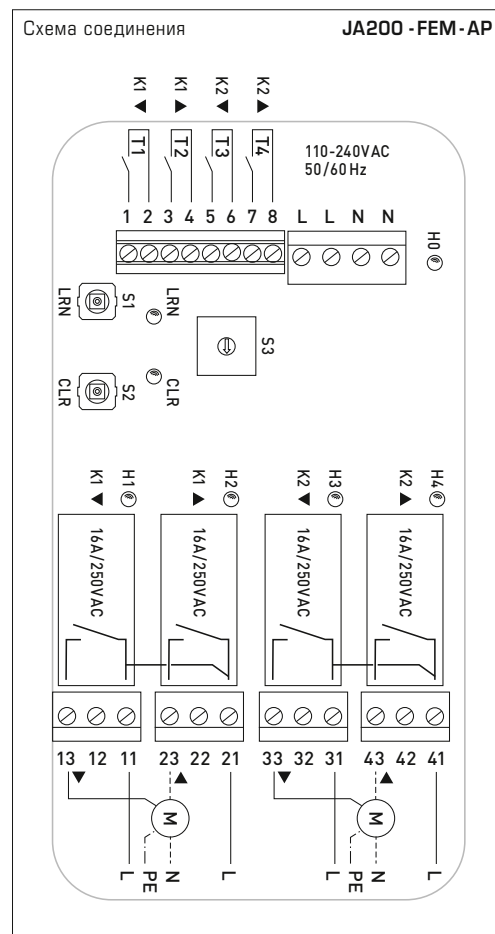 Схема соединения JA200-FEM-AP
K1 K1 K2 K2
T1 T2 T3 T4
110-240VAC
50/60 Hz
1 2 3 4 5 6 7 8 L L N N
H0
LRN S1 LRN
S3
CLR S2 CLR
K1 H1 K1 H2 K2 H3 K2 H4
16A/250VAC 16A/250VAC 16A/250VAC 16A/250VAC
13 12 11 23 22 21 33 32 31 43 42 41
M M
L PE N L L PE N L